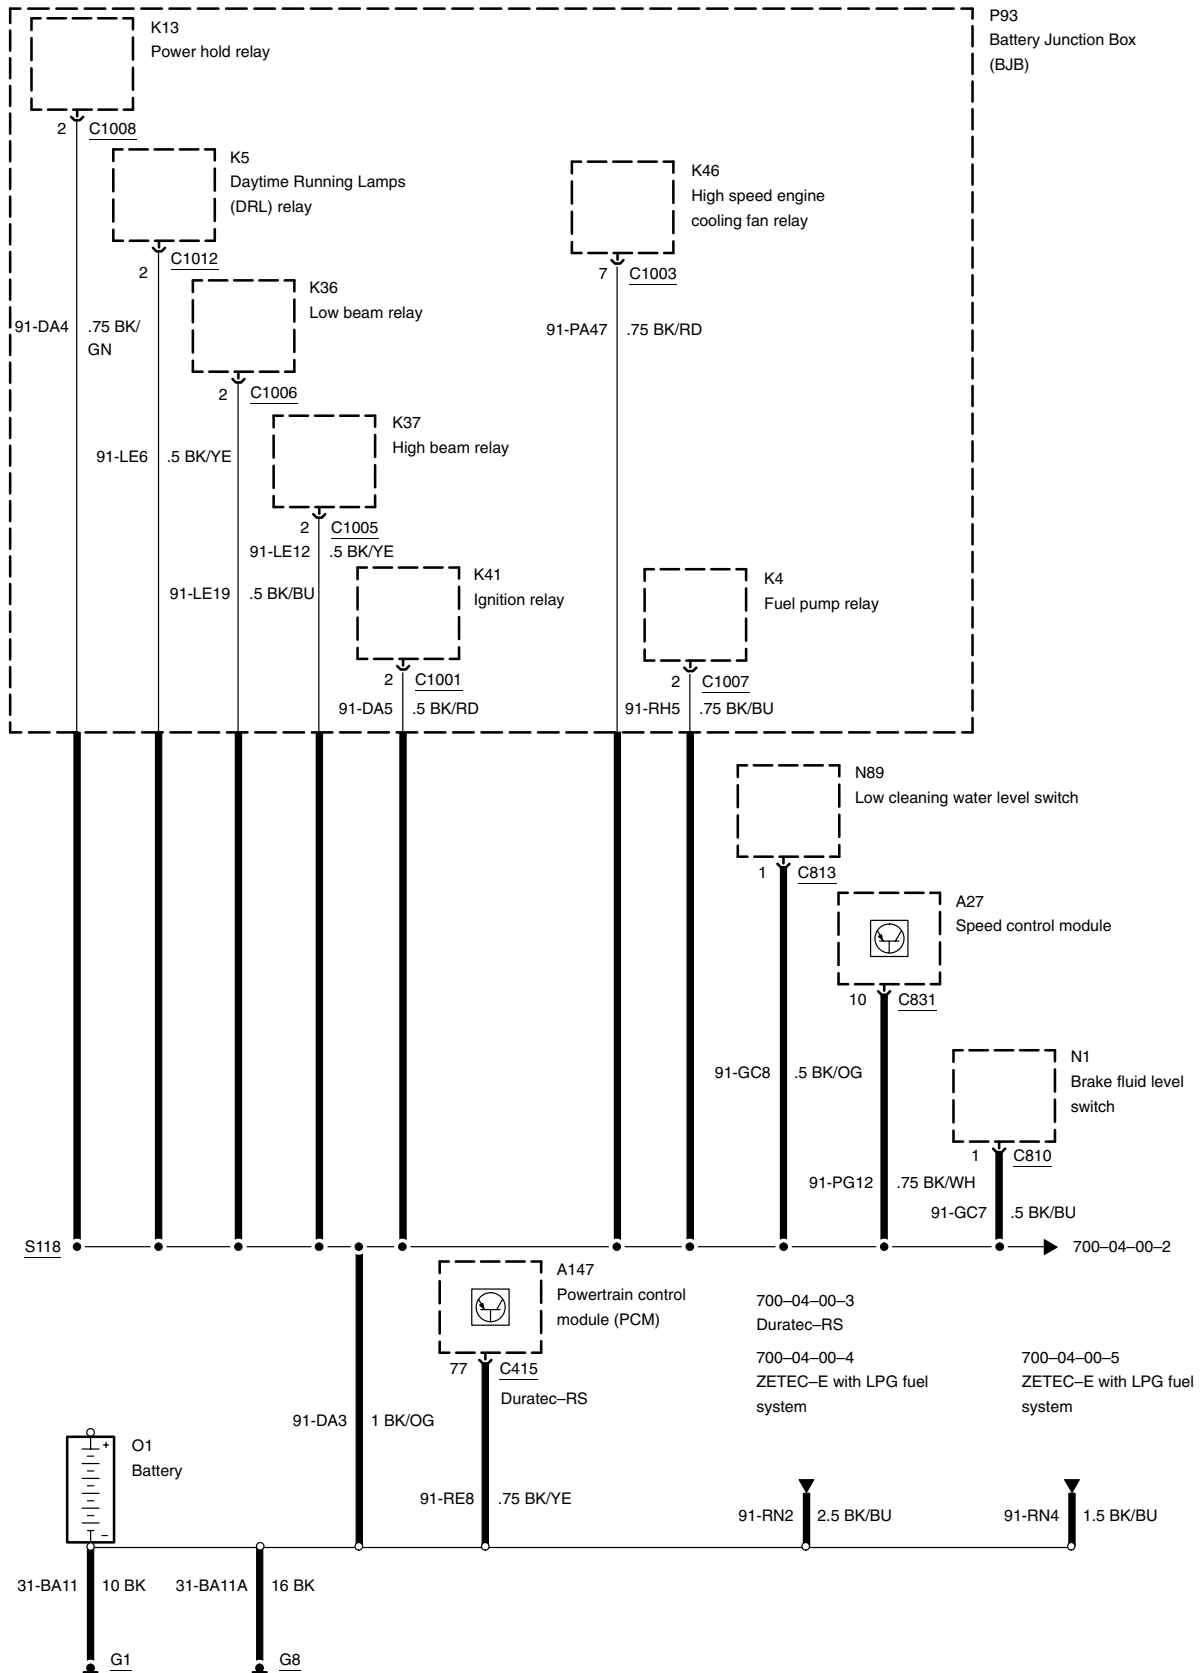 P93
Battery Junction Box
(BJB)
K13
Power hold relay
2 C1008
K5
Daytime Running Lamps
(DRL) relay
2 C1012
K46
High speed engine
cooling fan relay
7 C1003
K36
Low beam relay
2 C1006
91-DA4 .75 BK/
GN
91-PA47 .75 BK/RD
K37
High beam relay
2 C1005
91-LE6 .5 BK/YE
91-LE12 .5 BK/YE
91-LE19 .5 BK/BU
K41
Ignition relay
2 C1001
91-DA5 .5 BK/RD
K4
Fuel pump relay
2 C1007
91-RH5 .75 BK/BU
N89
Low cleaning water level switch
1 C813
A27
Speed control module
10 C831
91-GC8 .5 BK/OG
N1
Brake fluid level
switch
1 C810
91-PG12 .75 BK/WH
91-GC7 .5 BK/BU
S118
700–04–00–2
A147
Powertrain control
module (PCM)
77 C415
Duratec–RS
700–04–00–3
Duratec–RS
700–04–00–4
ZETEC–E with LPG fuel
system
700–04–00–5
ZETEC–E with LPG fuel
system
91-DA3 1 BK/OG
+
O1
Battery
–
91-RE8 .75 BK/YE
91-RN2 2.5 BK/BU
91-RN4 1.5 BK/BU
31-BA11 10 BK
31-BA11A 16 BK
G1
G8